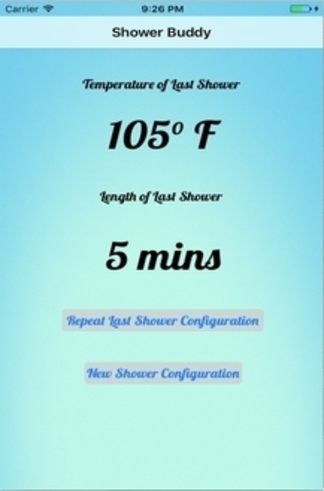 Carrier 9:26 PM
Shower Buddy
Temperature of Last Shower
105° F
Length of Last Shower
5 mins
Repeat Last Shower Configuration
New Shower Configuration